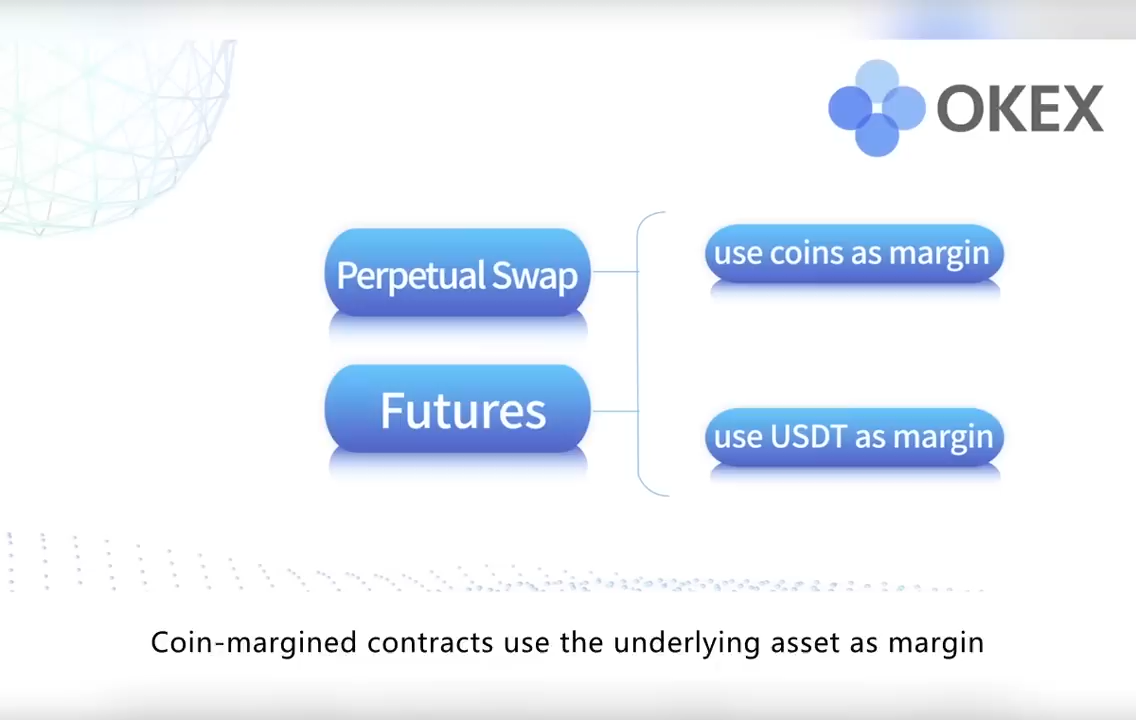 OKEX
Perpetual Swap
Futures
use coins as margin
use USDT as margin
Coin-margined contracts use the underlying asset as margin